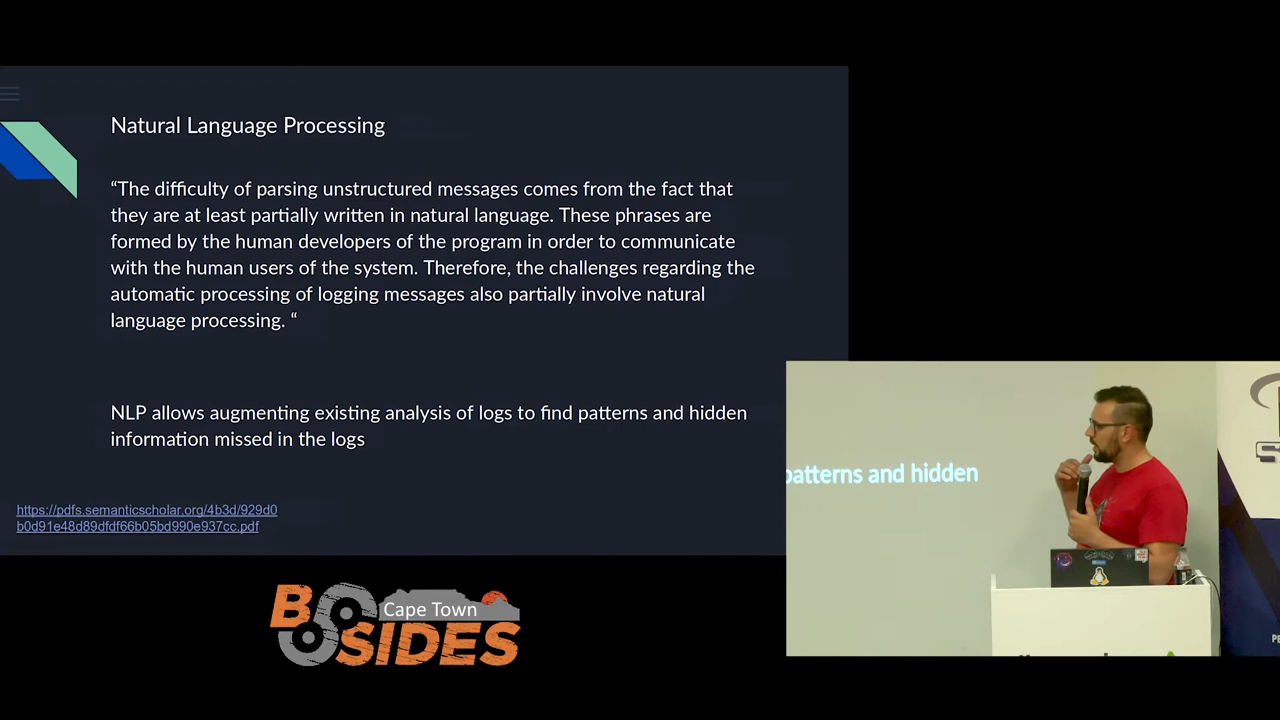 Natural Language Processing
“The difficulty of parsing unstructured messages comes from the fact that
they are at least partially written in natural language. These phrases are
formed by the human developers of the program in order to communicate
with the human users of the system. Therefore, the challenges regarding the
automatic processing of logging messages also partially involve natural
language processing. “
NLP allows augmenting existing analysis of logs to find patterns and hidden
information missed in the logs
https://pdfs.semanticscholar.org/4b3d/929d0
b0d91e48d89dfdf66b05bd990e937cc.pdf
patterns and hidden
B
Cape Town
SIDES